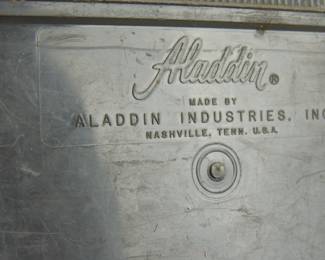 Aladdin®
MADE BY
ALADDIN INDUSTRIES, INC
NASHVILLE, TENN. U.S.A.